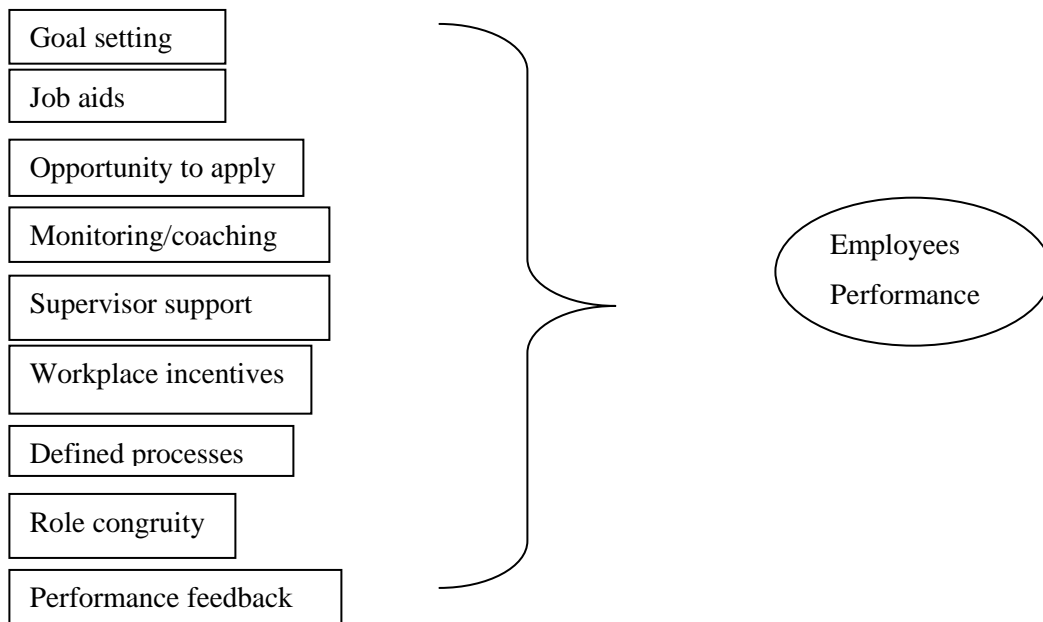 Goal setting
Job aids
Opportunity to apply
Monitoring/coaching
Supervisor support
Workplace incentives
Defined processes
Role congruity
Performance feedback
Employees
Performance